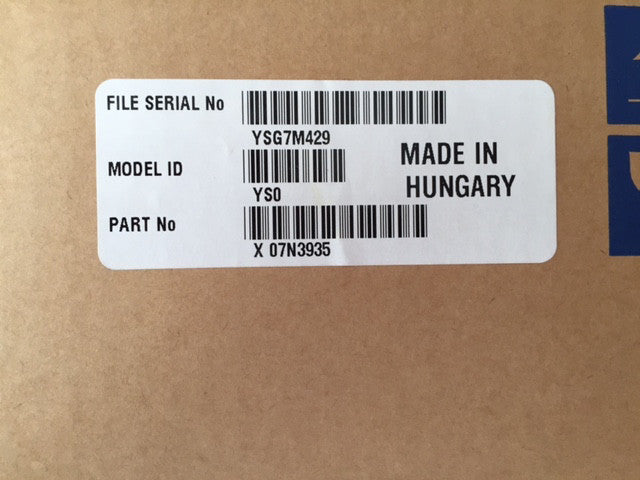 FILE SERIAL No
YSG7M429
MODEL ID
YS0
PART No
X 07N3935
MADE IN
HUNGARY